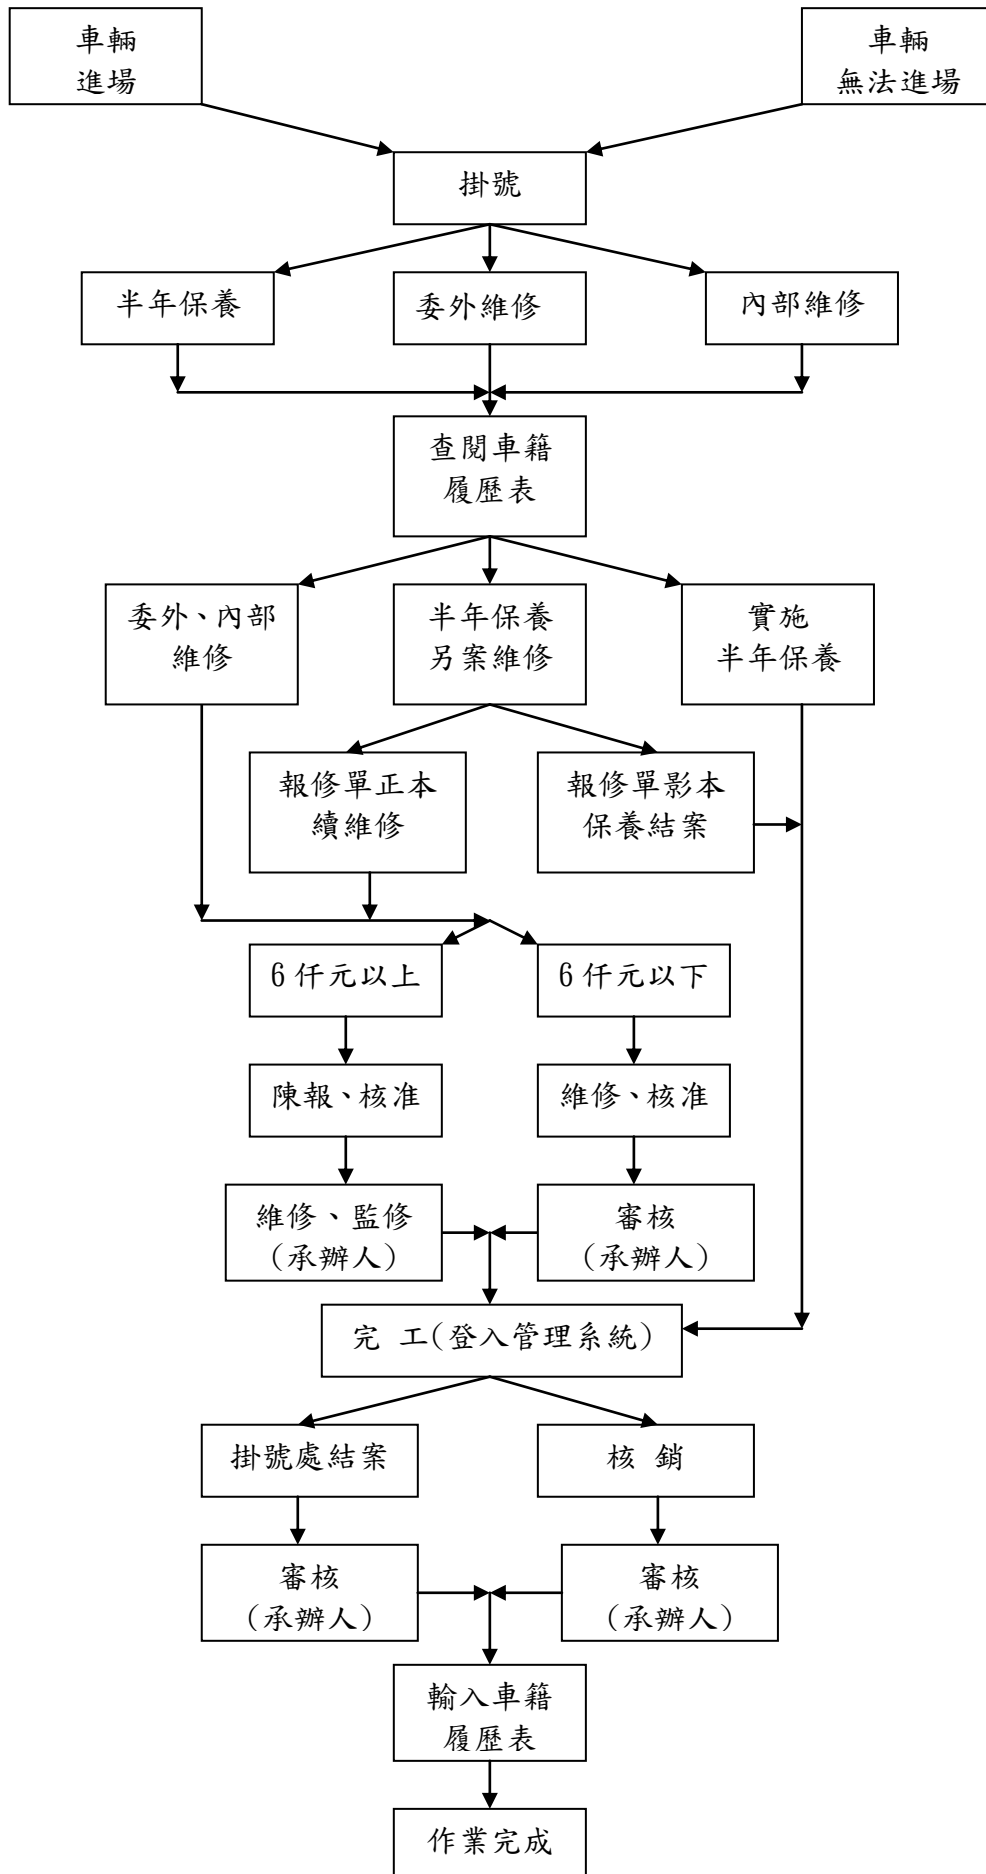 車輛
進場
車輛
無法進場
掛號
半年保養
委外維修
內部維修
查閱車籍
履歷表
委外、內部
維修
半年保養
另案維修
實施
半年保養
報修單正本
續維修
報修單影本
保養結案
6仟元以上
6仟元以下
陳報、核准
維修、核准
維修、監修
(承辦人)
審核
(承辦人)
完 工(登入管理系統)
掛號處結案
核 銷
審核
(承辦人)
審核
(承辦人)
輸入車籍
履歷表
作業完成